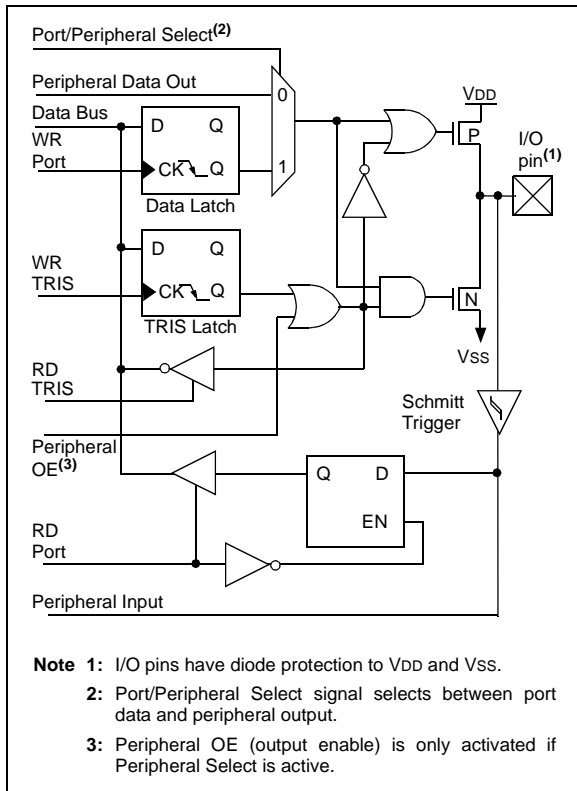 Port/Peripheral Select(2)
Peripheral Data Out
Data Bus
WR
Port
D Q
CK Q
Data Latch
0
1
VDD
P
I/O
pin(1)
WR
TRIS
D Q
CK Q
TRIS Latch
N
VSS
RD
TRIS
Schmitt
Trigger
Peripheral
OE(3)
Q D
EN
RD
Port
Peripheral Input
Note 1: I/O pins have diode protection to VDD and VSS.
2: Port/Peripheral Select signal selects between port
data and peripheral output.
3: Peripheral OE (output enable) is only activated if
Peripheral Select is active.